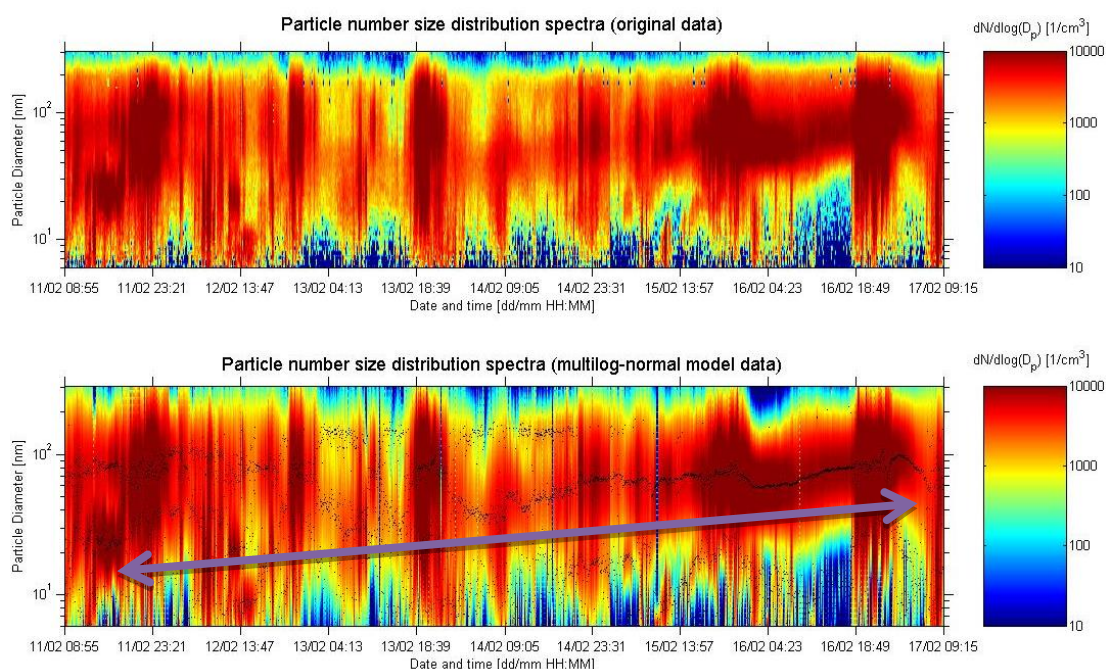 Particle number size distribution spectra (original data)
dN/dlog(Dp) [1/cm3]
Particle Diameter [nm]
10²
10¹
10000
1000
100
10
11/02 08:55 11/02 23:21 12/02 13:47 13/02 04:13 13/02 18:39 14/02 09:05 14/02 23:31 15/02 13:57 16/02 04:23 16/02 18:49 17/02 09:15
Date and time [dd/mm HH:MM]
Particle number size distribution spectra (multilog-normal model data)
dN/dlog(Dp) [1/cm3]
Particle Diameter [nm]
10²
10¹
10000
1000
100
10
11/02 08:55 11/02 23:21 12/02 13:47 13/02 04:13 13/02 18:39 14/02 09:05 14/02 23:31 15/02 13:57 16/02 04:23 16/02 18:49 17/02 09:15
Date and time [dd/mm HH:MM]